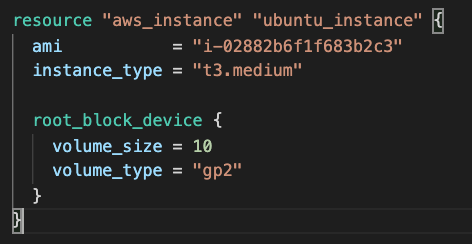 resource "aws_instance" "ubuntu_instance" {
  ami           = "i-02882b6f1f683b2c3"
  instance_type = "t3.medium"

  root_block_device {
    volume_size = 10
    volume_type = "gp2"
  }
}